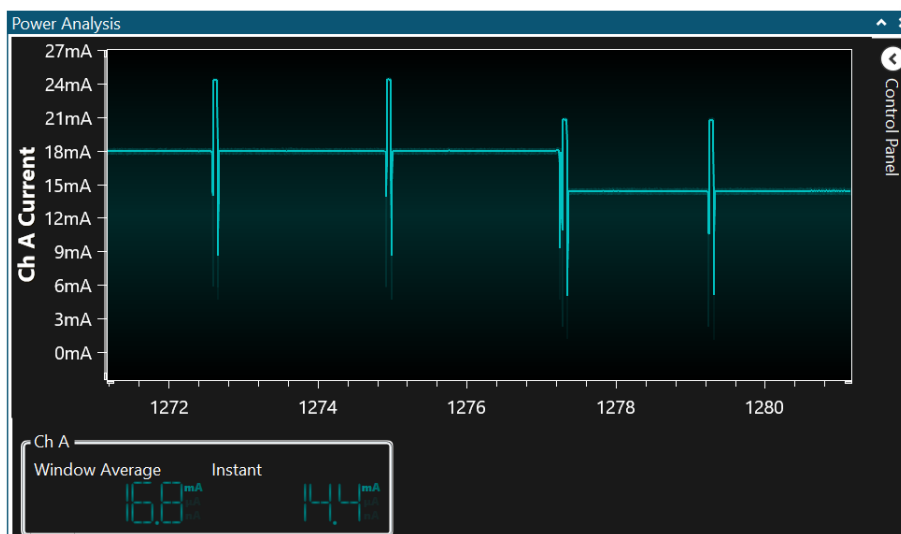 Power Analysis
27mA
24mA
21mA
18mA
15mA
12mA
9mA
6mA
3mA
0mA
Ch A Current
1272 1274 1276 1278 1280
Control Panel
Ch A
Window Average Instant
16.8 mA 14.4 mA